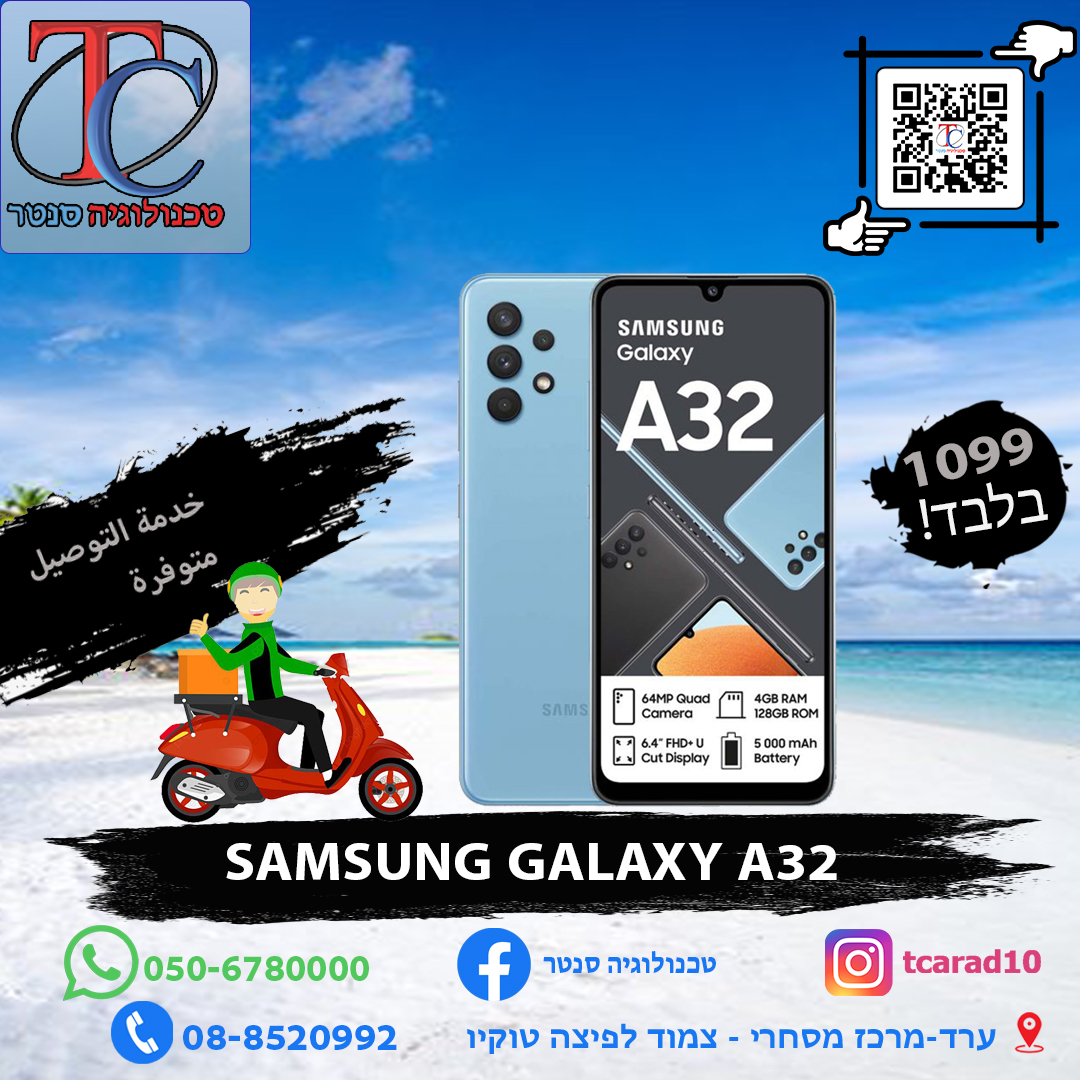 TC
טכנולוגיה סנטר
SAMSUNG
Galaxy
A32
1099
בלבד!
خدمة التوصيل
متوفرة
64MP Quad
Camera
4GB RAM
128GB ROM
6.4" FHD+ U
Cut Display
5 000 mAh
Battery
SAMS
SAMSUNG GALAXY A32
050-6780000
טכנולוגיה סנטר
tcarad10
08-8520992
ערד-מרכז מסחרי - צמוד לפיצה טוקיו